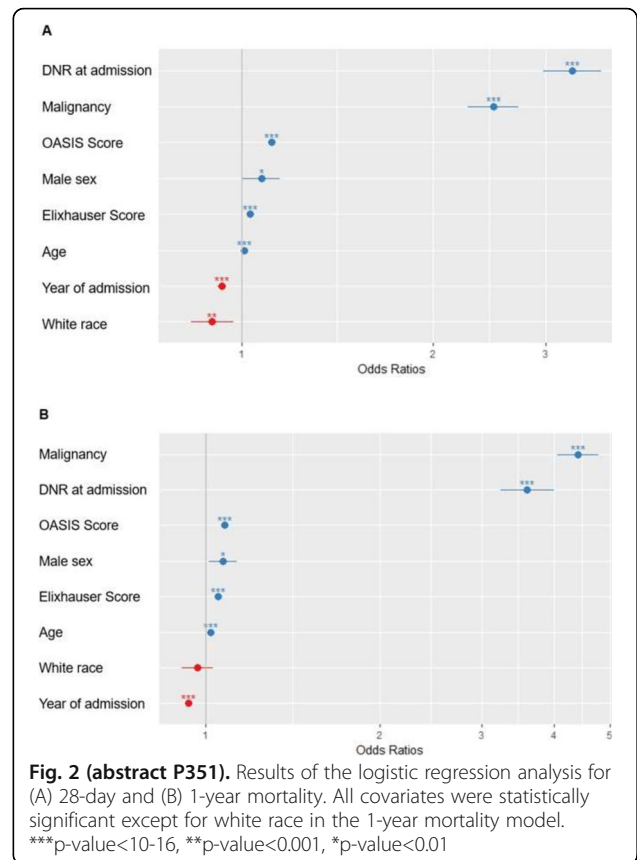 A
DNR at admission
***
Malignancy
***
OASIS Score
***
Male sex
*
Elixhauser Score
***
Age
***
Year of admission
***
White race
**
1 2 3
Odds Ratios
B
Malignancy
***
DNR at admission
***
OASIS Score
***
Male sex
*
Elixhauser Score
***
Age
***
White race
Year of admission
***
1 2 3 4 5
Odds Ratios
Fig. 2 (abstract P351). Results of the logistic regression analysis for
(A) 28-day and (B) 1-year mortality. All covariates were statistically
significant except for white race in the 1-year mortality model.
***p-value<10-16, **p-value<0.001, *p-value<0.01